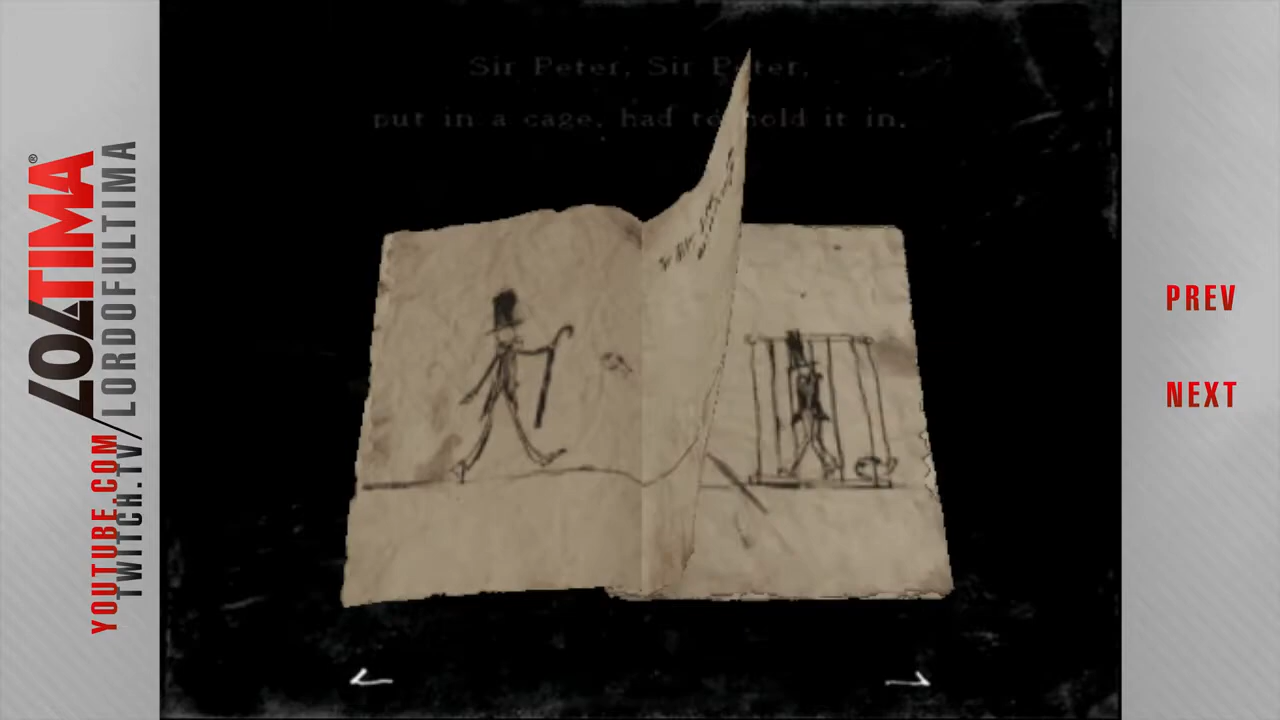 Sir Peter, Sir Peter,
put in a cage, had to hold it in.
LOATIMA
YOUTUBE.COM
TWITCH.TV/LORDOFULTIMA
PREV
NEXT